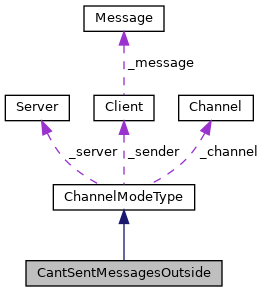 Message
_message
Server
Client
Channel
_server
_sender
_channel
ChannelModeType
CantSentMessagesOutside